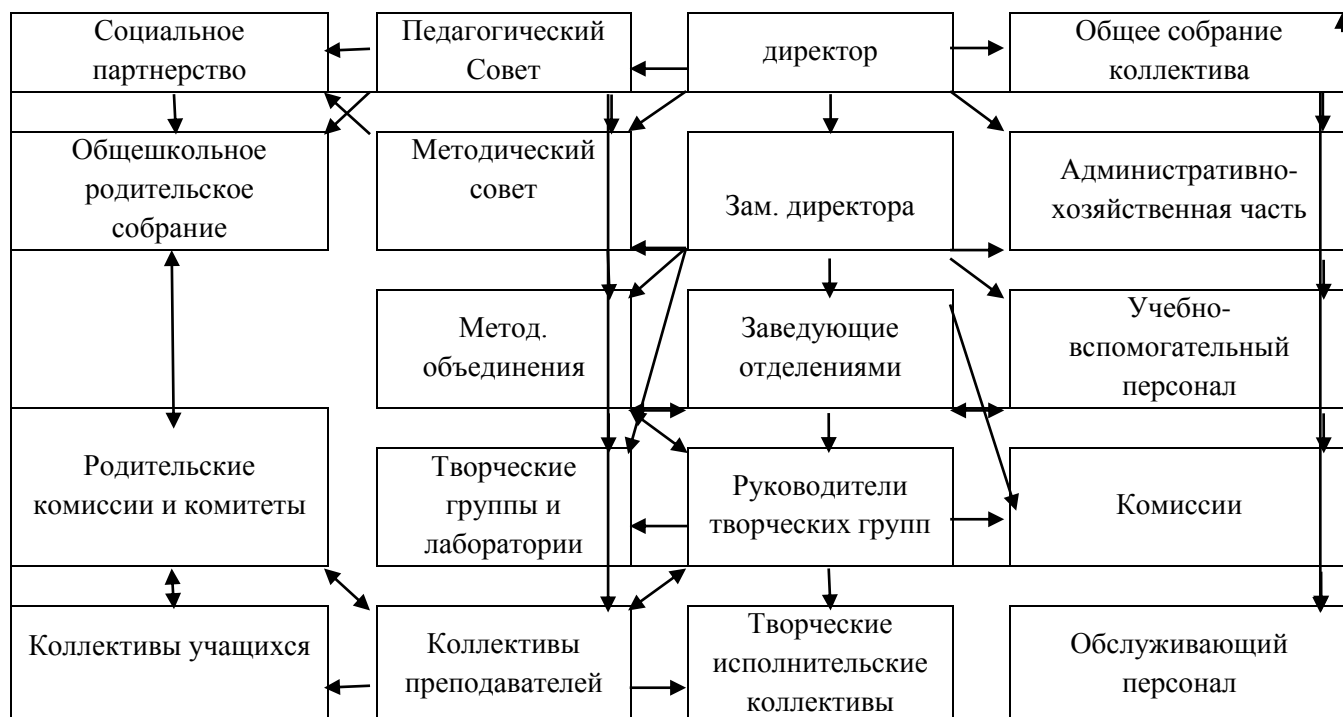 Социальное
партнерство
Педагогический
Совет
директор
Общее собрание
коллектива
Общешкольное
родительское
собрание
Методический
совет
Зам. директора
Административно-
хозяйственная часть
Метод.
объединения
Заведующие
отделениями
Учебно-
вспомогательный
персонал
Родительские
комиссии и комитеты
Творческие
группы и
лаборатории
Руководители
творческих групп
Комиссии
Коллективы учащихся
Коллективы
преподавателей
Творческие
исполнительские
коллективы
Обслуживающий
персонал